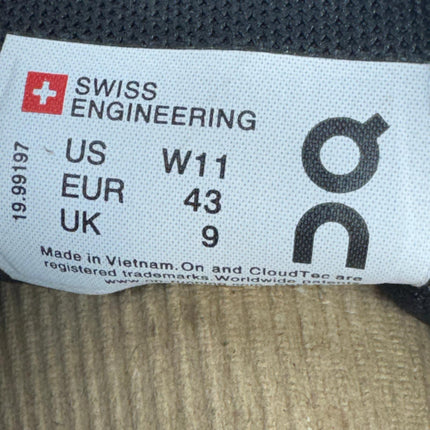 SWISS
ENGINEERING
US W11
EUR 43
UK 9
19.99197
Made in Vietnam. On and CloudTec are
registered trademarks. Worldwide patents